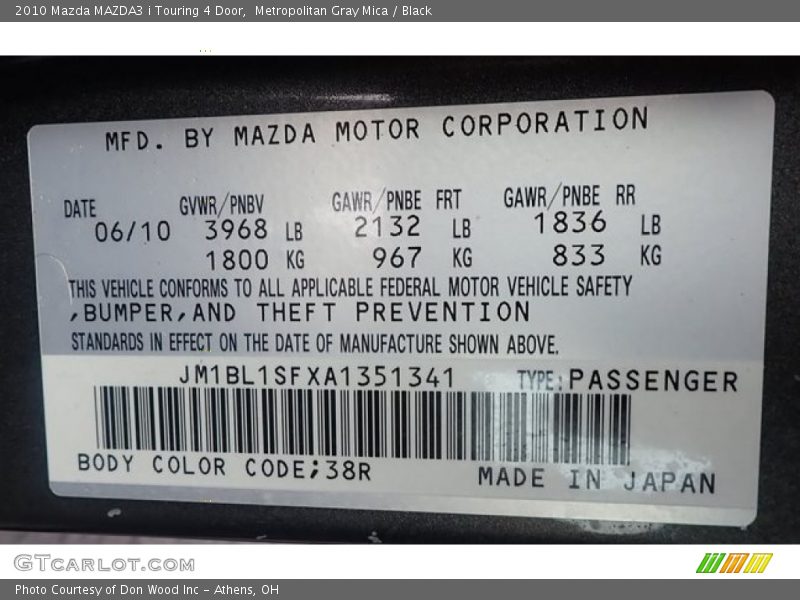 2010 Mazda MAZDA3 i Touring 4 Door,  Metropolitan Gray Mica / Black
MFD. BY MAZDA MOTOR CORPORATION
DATE GVWR/PNBV GAWR/PNBE FRT GAWR/PNBE RR
06/10 3968 LB 2132 LB 1836 LB
1800 KG 967 KG 833 KG
THIS VEHICLE CONFORMS TO ALL APPLICABLE FEDERAL MOTOR VEHICLE SAFETY
,BUMPER,AND THEFT PREVENTION
STANDARDS IN EFFECT ON THE DATE OF MANUFACTURE SHOWN ABOVE.
JM1BL1SFXA1351341 TYPE:PASSENGER
BODY COLOR CODE;38R MADE IN JAPAN
GTCARLOT.COM
Photo Courtesy of Don Wood Inc – Athens, OH